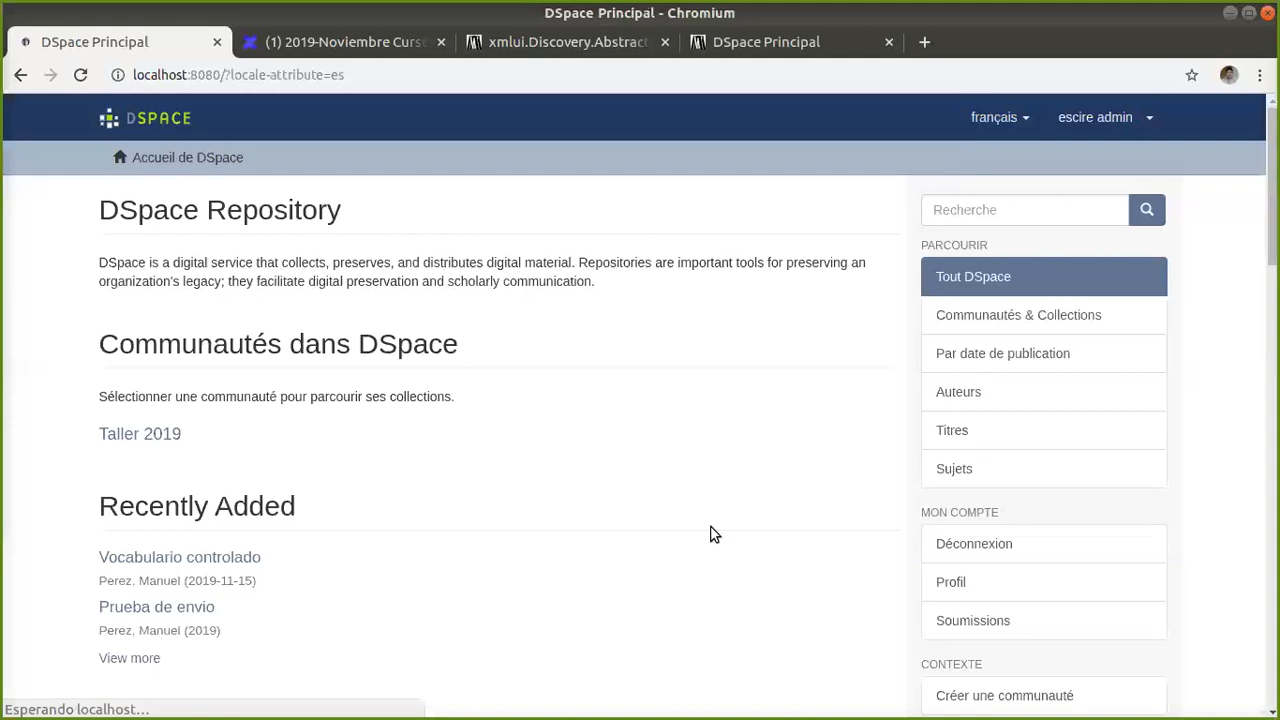 DSpace Principal - Chromium
DSpace Principal
(1) 2019-Noviembre Curs
xmlui.Discovery.Abstract
DSpace Principal
localhost:8080/?locale-attribute=es
DSPACE
français
escire admin
Accueil de DSpace
DSpace Repository
DSpace is a digital service that collects, preserves, and distributes digital material. Repositories are important tools for preserving an
organization's legacy; they facilitate digital preservation and scholarly communication.
Communautés dans DSpace
Sélectionner une communauté pour parcourir ses collections.
Taller 2019
Recently Added
Vocabulario controlado
Perez, Manuel (2019-11-15)
Prueba de envio
Perez, Manuel (2019)
View more
Recherche
PARCOURIR
Tout DSpace
Communautés & Collections
Par date de publication
Auteurs
Titres
Sujets
MON COMPTE
Déconnexion
Profil
Soumissions
CONTEXTE
Créer une communauté
Esperando localhost...